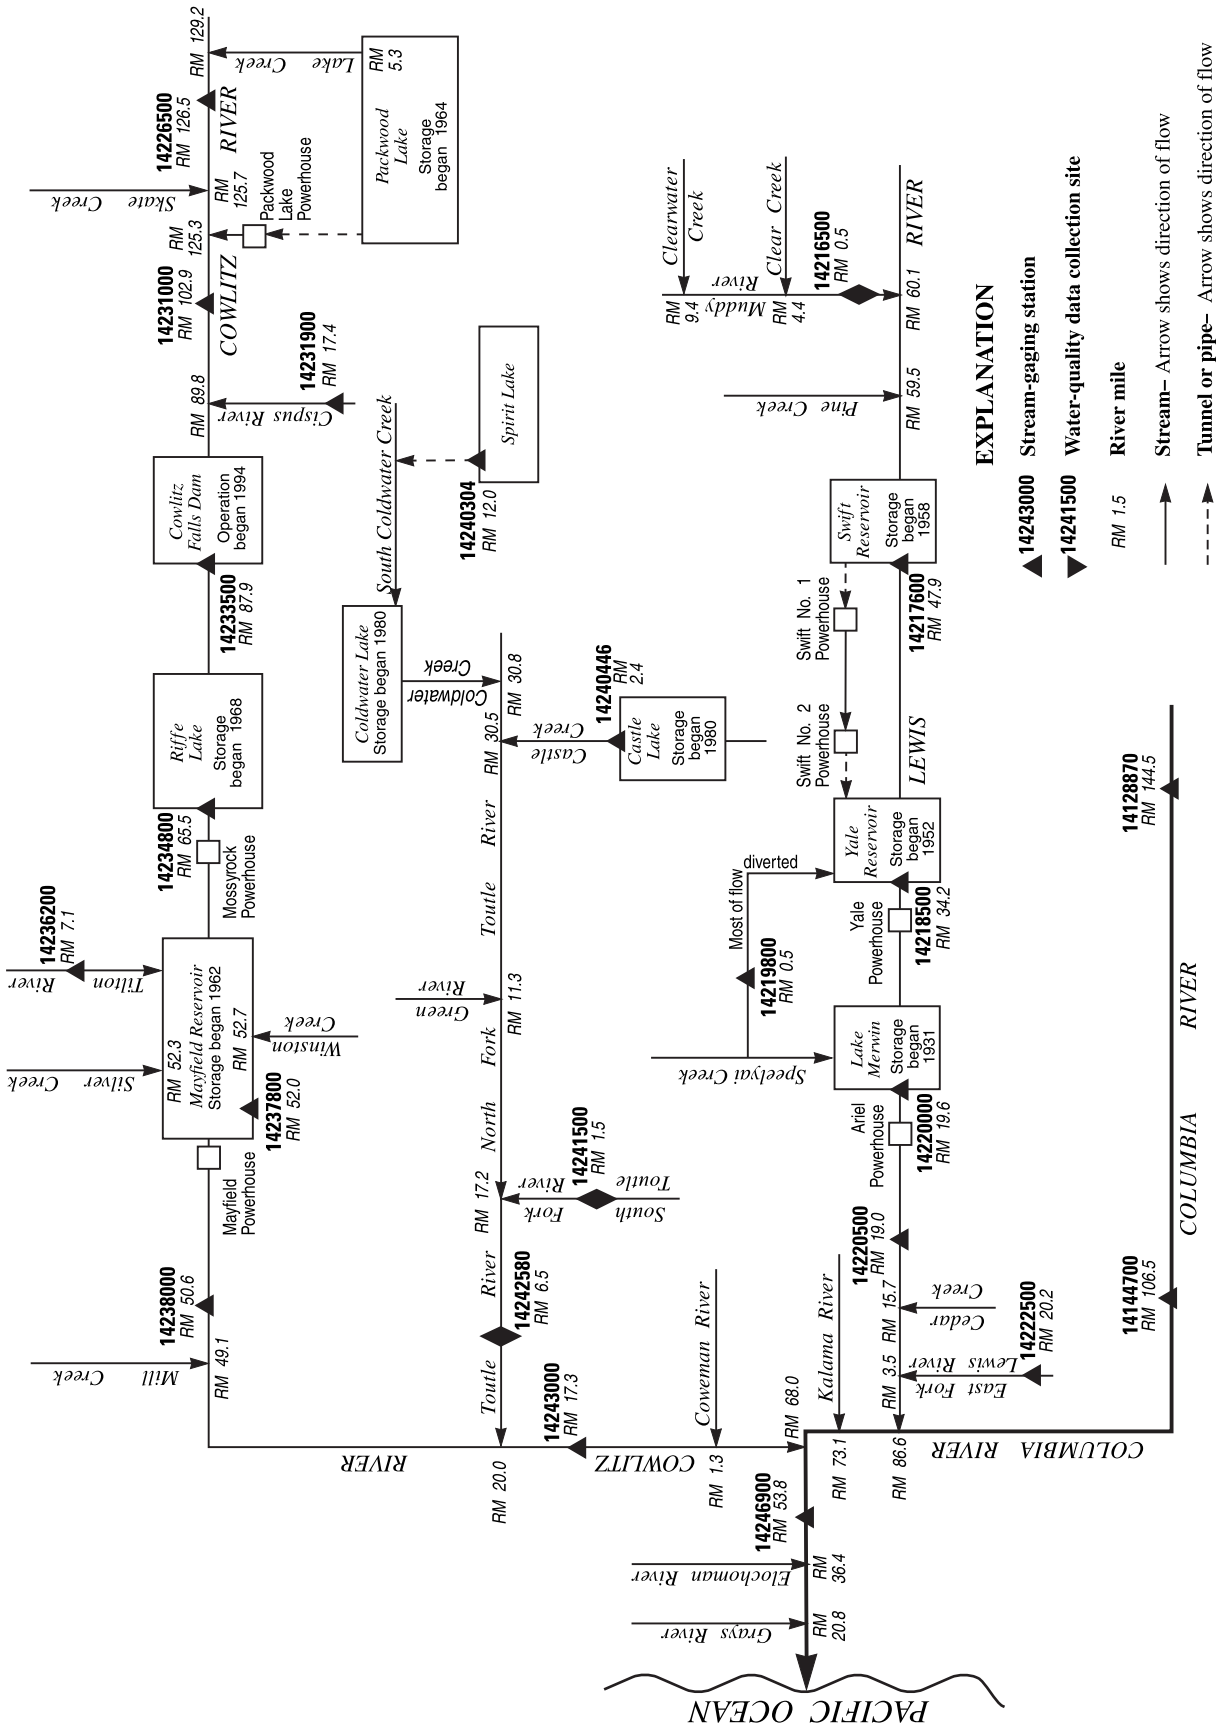 RM 129.2
Lake Creek
RM
5.3
Packwood
Lake
Storage
began 1964
14226500
RM 126.5
RIVER
Skate Creek
RM
125.7
Packwood
Lake
Powerhouse
RM
125.3
14231000
RM 102.9
COWLITZ
14231900
RM 17.4
Cispus River
RM 89.8
Cowlitz
Falls Dam
Operation
began 1994
14233500
RM 87.9
Riffe
Lake
Storage
began 1968
14234800
RM 65.5
Mossyrock
Powerhouse
14236200
RM 7.1
Tilton River
Silver Creek
RM 52.3
Mayfield Reservoir
Storage began 1962
RM 52.7
Winston Creek
14237800
RM 52.0
Mayfield
Powerhouse
14238000
RM 50.6
Mill Creek
RM 49.1
RIVER
Spirit Lake
14240304
RM 12.0
South Coldwater Creek
Coldwater Lake
Storage began 1980
Coldwater
Creek
RM 30.8
RM 30.5
Castle
Creek
14240446
RM
2.4
Castle
Lake
Storage
began
1980
North Fork Toutle River
Green
River
RM 11.3
RM 17.2
South Fork Toutle River
14241500
RM 1.5
Toutle River
14242580
RM 6.5
RM 20.0
14243000
RM 17.3
COWLITZ
Coweman River
RM 1.3
RM 68.0
Clearwater
Creek
RM
9.4
Muddy
River
Clear Creek
RM
4.4
14216500
RM 0.5
RM 60.1
RIVER
Pine Creek
RM 59.5
Swift
Reservoir
Storage
began
1958
14217600
RM 47.9
Swift No. 1
Powerhouse
Swift No. 2
Powerhouse
LEWIS
Yale
Reservoir
Storage
began
1952
Most of flow
diverted
14219800
RM 0.5
Speelyai Creek
Yale
Powerhouse
14218500
RM 34.2
Lake
Merwin
Storage
began
1931
Ariel
Powerhouse
14220000
RM 19.6
14220500
RM 19.0
RM 15.7
Cedar
Creek
14222500
RM 20.2
East Fork
Lewis River
RM 3.5
Kalama River
RM 73.1
RM 86.6
COLUMBIA RIVER
14128870
RM 144.5
COLUMBIA RIVER
14144700
RM 106.5
14246900
RM 53.8
Elochoman River
RM
36.4
Grays River
RM
20.8
PACIFIC OCEAN
EXPLANATION
14243000 Stream-gaging station
14241500 Water-quality data collection site
RM 1.5 River mile
Stream– Arrow shows direction of flow
Tunnel or pipe– Arrow shows direction of flow